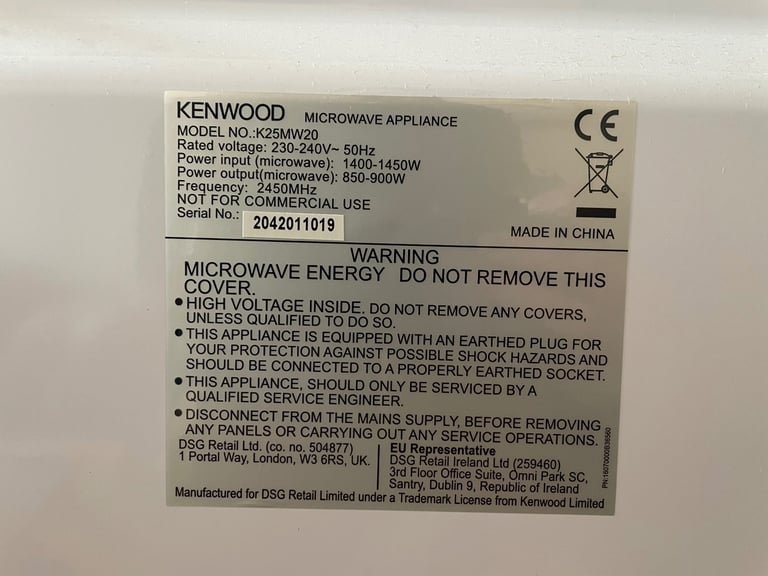 KENWOOD MICROWAVE APPLIANCE
MODEL NO.:K25MW20
Rated voltage: 230-240V~ 50Hz
Power input (microwave): 1400-1450W
Power output(microwave): 850-900W
Frequency: 2450MHz
NOT FOR COMMERCIAL USE
Serial No.: 2042011019
CE
MADE IN CHINA
WARNING
MICROWAVE ENERGY DO NOT REMOVE THIS
COVER.
• HIGH VOLTAGE INSIDE. DO NOT REMOVE ANY COVERS,
UNLESS QUALIFIED TO DO SO.
• THIS APPLIANCE IS EQUIPPED WITH AN EARTHED PLUG FOR
YOUR PROTECTION AGAINST POSSIBLE SHOCK HAZARDS AND
SHOULD BE CONNECTED TO A PROPERLY EARTHED SOCKET.
• THIS APPLIANCE, SHOULD ONLY BE SERVICED BY A
QUALIFIED SERVICE ENGINEER.
• DISCONNECT FROM THE MAINS SUPPLY, BEFORE REMOVING
ANY PANELS OR CARRYING OUT ANY SERVICE OPERATIONS.
DSG Retail Ltd. (co. no. 504877)
1 Portal Way, London, W3 6RS, UK.
EU Representative
DSG Retail Ireland Ltd (259460)
3rd Floor Office Suite, Omni Park SC,
Santry, Dublin 9, Republic of Ireland
Manufactured for DSG Retail Limited under a Trademark License from Kenwood Limited